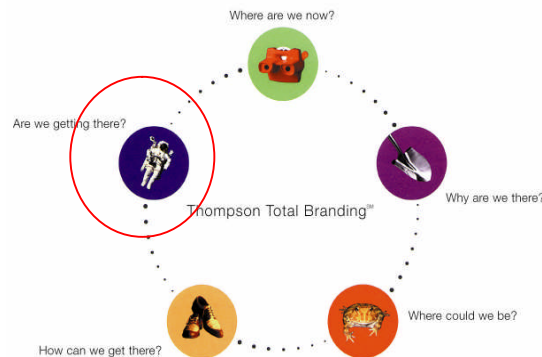 Where are we now?
Are we getting there?
Why are we there?
Thompson Total Branding℠
Where could we be?
How can we get there?